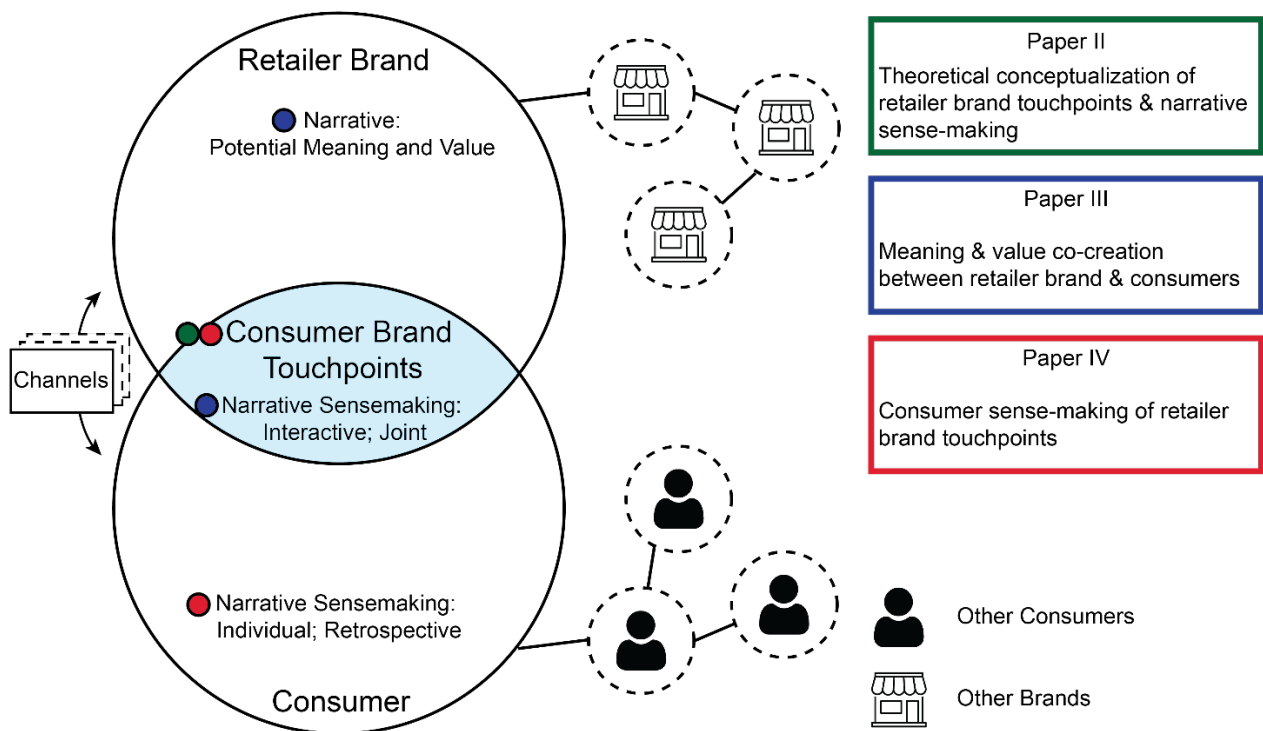 Retailer Brand
Narrative:
Potential Meaning and Value
Consumer Brand
Touchpoints
Narrative Sensemaking:
Interactive; Joint
Channels
Narrative Sensemaking:
Individual; Retrospective
Consumer
Paper II
Theoretical conceptualization of
retailer brand touchpoints & narrative
sense-making
Paper III
Meaning & value co-creation
between retailer brand & consumers
Paper IV
Consumer sense-making of retailer
brand touchpoints
Other Consumers
Other Brands